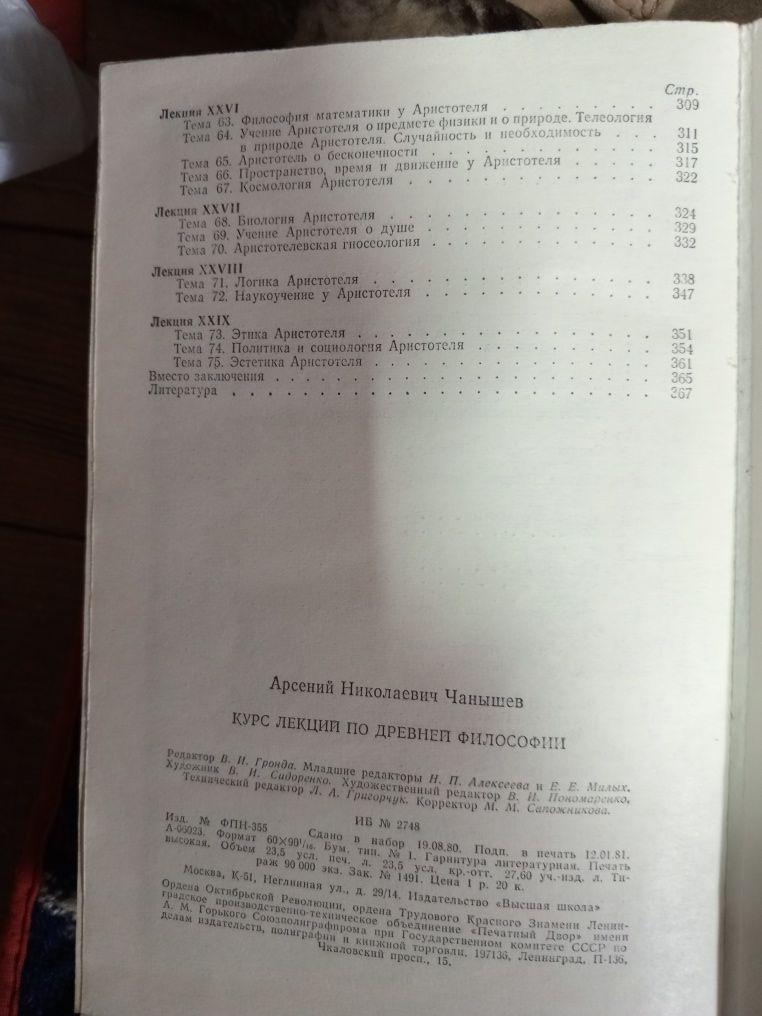 Стр.
Лекция XXVI
Тема 63. Философия математики у Аристотеля . . . . . . . . . 309
Тема 64. Учение Аристотеля о предмете физики и о природе. Телеология
в природе Аристотеля. Случайность и необходимость . . . 311
Тема 65. Аристотель о бесконечности . . . . . . . . . . . . . 315
Тема 66. Пространство, время и движение у Аристотеля . . . . . 317
Тема 67. Космология Аристотеля . . . . . . . . . . . . . . 322
Лекция XXVII
Тема 68. Биология Аристотеля . . . . . . . . . . . . . . . 324
Тема 69. Учение Аристотеля о душе . . . . . . . . . . . . . 329
Тема 70. Аристотелевская гносеология . . . . . . . . . . . . 332
Лекция XXVIII
Тема 71. Логика Аристотеля . . . . . . . . . . . . . . . . 338
Тема 72. Наукоучение у Аристотеля . . . . . . . . . . . . . 347
Лекция XXIX
Тема 73. Этика Аристотеля . . . . . . . . . . . . . . . . . 351
Тема 74. Политика и социология Аристотеля . . . . . . . . . . 354
Тема 75. Эстетика Аристотеля . . . . . . . . . . . . . . . 361
Вместо заключения . . . . . . . . . . . . . . . . . . . . . 365
Литература . . . . . . . . . . . . . . . . . . . . . . . 367
Арсений Николаевич Чанышев
КУРС ЛЕКЦИЙ ПО ДРЕВНЕЙ ФИЛОСОФИИ
Редактор В. И. Гронда. Младшие редакторы Н. П. Алексеева и Е. Е. Милых.
Художник В. И. Сидоренко. Художественный редактор В. И. Пономаренко.
Технический редактор Л. А. Григорчук. Корректор М. М. Сапожникова.
ИБ № 2748
Изд. № ФПН-355 Сдано в набор 19.08.80. Подп. в печать 12.01.81.
А-06023. Формат 60×90¹/₁₆. Бум. тип. № 1. Гарнитура литературная. Печать
высокая. Объем 23,5 усл. печ. л. 23,5 усл. кр.-отт. 27,60 уч.-изд. л. Ти-
раж 90 000 экз. Зак. № 1491. Цена 1 р. 20 к.
Москва, К-51, Неглинная ул., д. 29/14. Издательство «Высшая школа»
Ордена Октябрьской Революции, ордена Трудового Красного Знамени Ленин-
градское производственно-техническое объединение «Печатный Двор» имени
А. М. Горького Союзполиграфпрома при Государственном комитете СССР по
делам издательств, полиграфии и книжной торговли. 197136, Ленинград, П-136,
Чкаловский просп., 15.